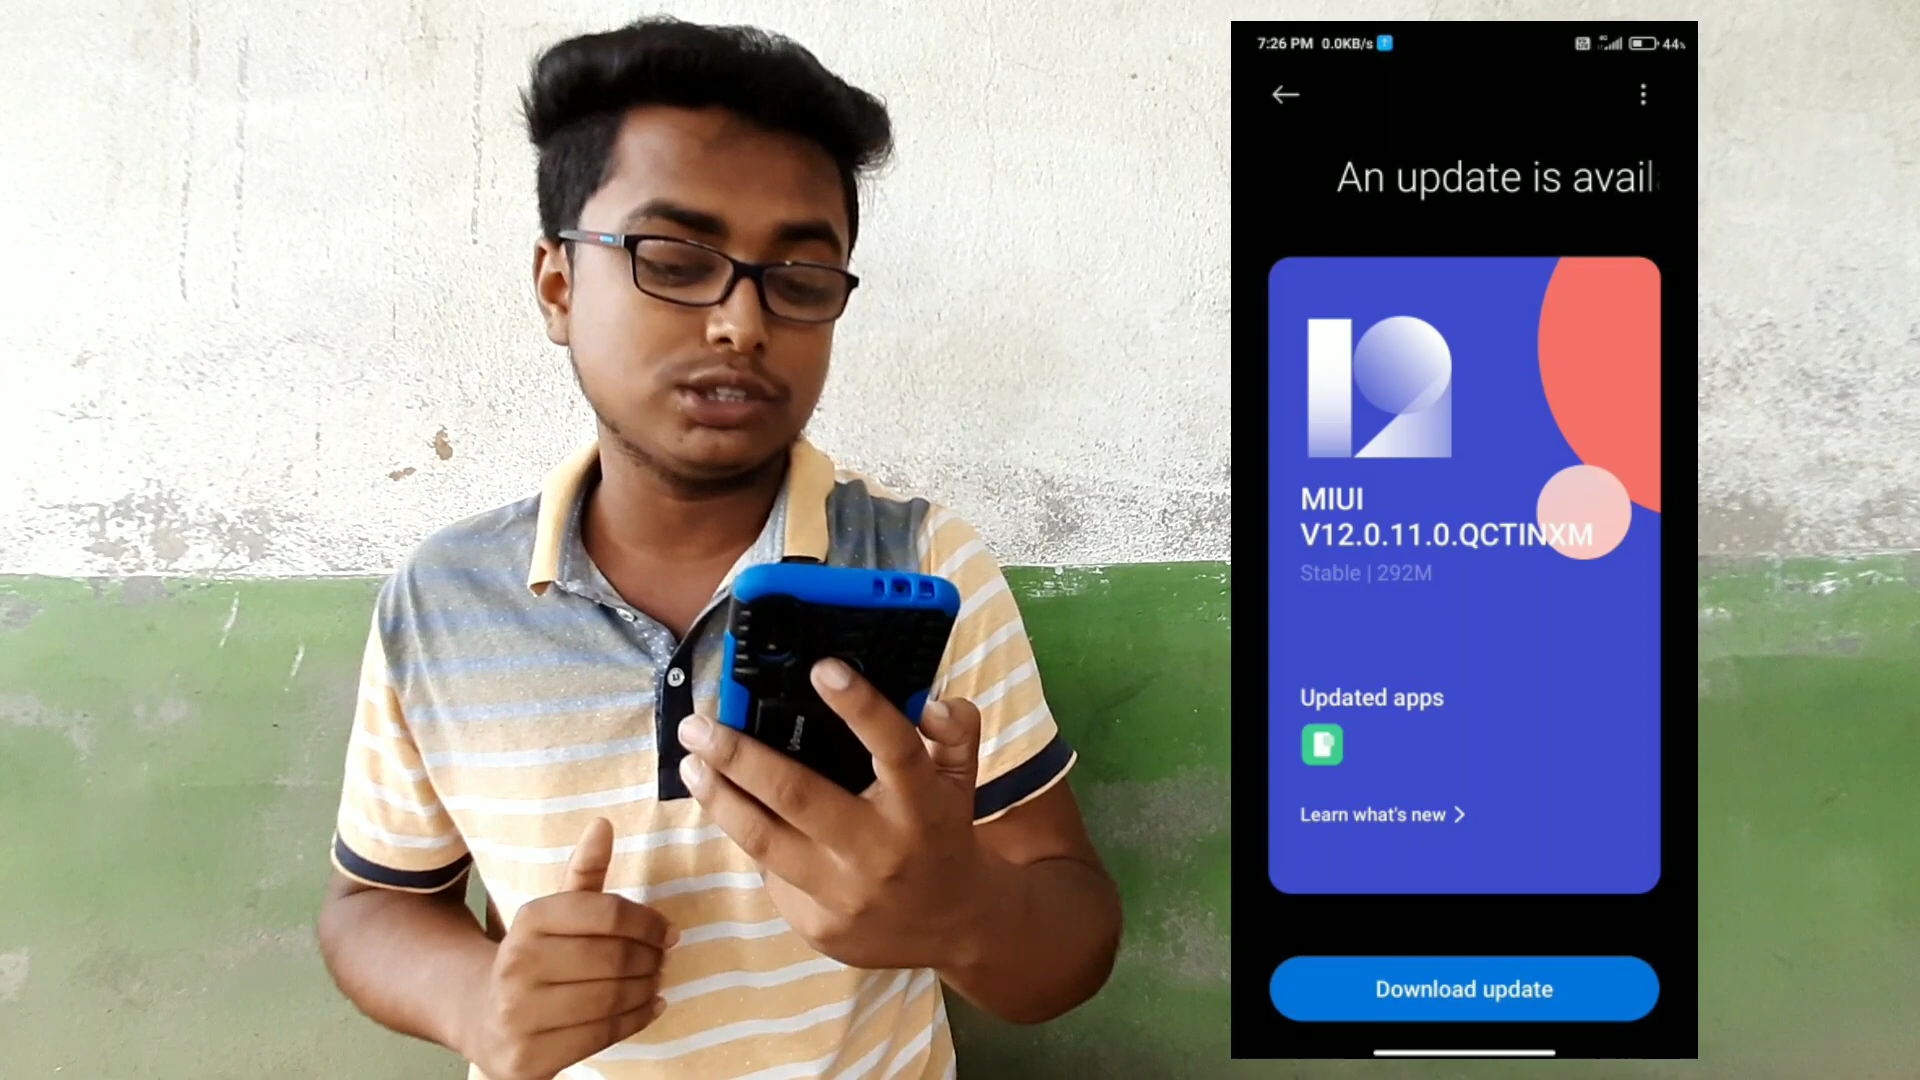 7:26 PM 0.0KB/s
44%
An update is avail
12
MIUI
V12.0.11.0.QCTINXM
Stable | 292M
Updated apps
Learn what's new
Download update